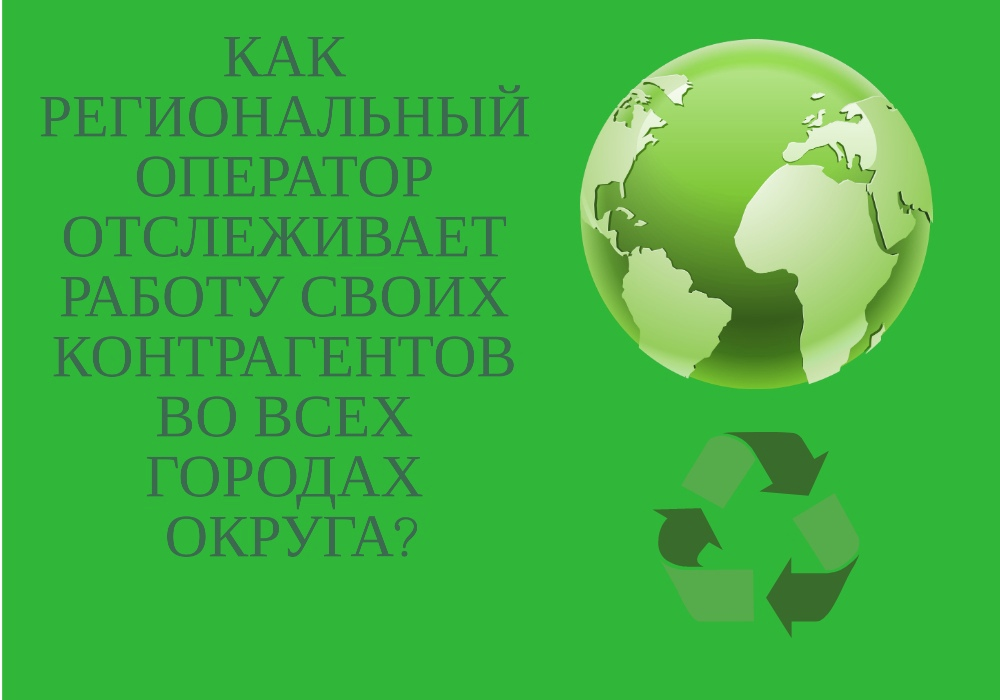 КАК
РЕГИОНАЛЬНЫЙ
ОПЕРАТОР
ОТСЛЕЖИВАЕТ
РАБОТУ СВОИХ
КОНТРАГЕНТОВ
ВО ВСЕХ
ГОРОДАХ
ОКРУГА?